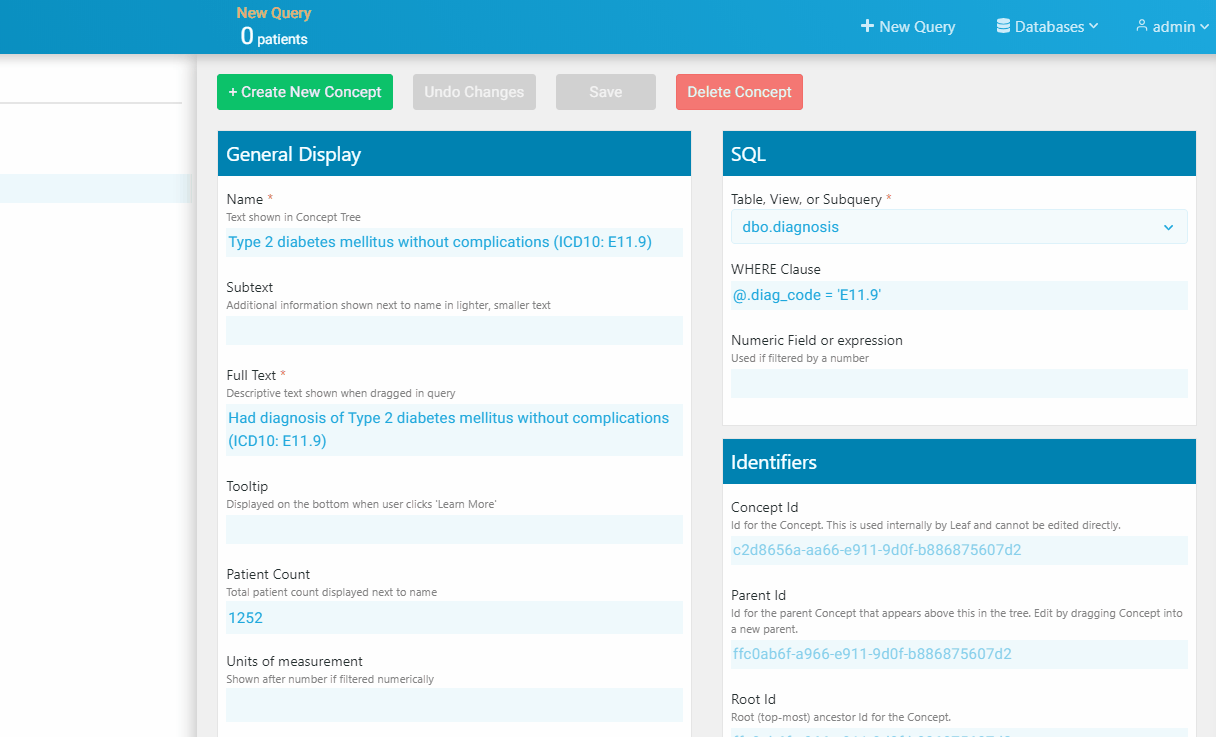 New Query
0 patients
+ New Query
Databases
admin
+ Create New Concept
Undo Changes
Save
Delete Concept
General Display
Name *
Text shown in Concept Tree
Type 2 diabetes mellitus without complications (ICD10: E11.9)
Subtext
Additional information shown next to name in lighter, smaller text
Full Text *
Descriptive text shown when dragged in query
Had diagnosis of Type 2 diabetes mellitus without complications
(ICD10: E11.9)
Tooltip
Displayed on the bottom when user clicks 'Learn More'
Patient Count
Total patient count displayed next to name
1252
Units of measurement
Shown after number if filtered numerically
SQL
Table, View, or Subquery *
dbo.diagnosis
WHERE Clause
@.diag_code = 'E11.9'
Numeric Field or expression
Used if filtered by a number
Identifiers
Concept Id
Id for the Concept. This is used internally by Leaf and cannot be edited directly.
c2d8656a-aa66-e911-9d0f-b886875607d2
Parent Id
Id for the parent Concept that appears above this in the tree. Edit by dragging Concept into
a new parent.
ffc0ab6f-a966-e911-9d0f-b886875607d2
Root Id
Root (top-most) ancestor Id for the Concept.